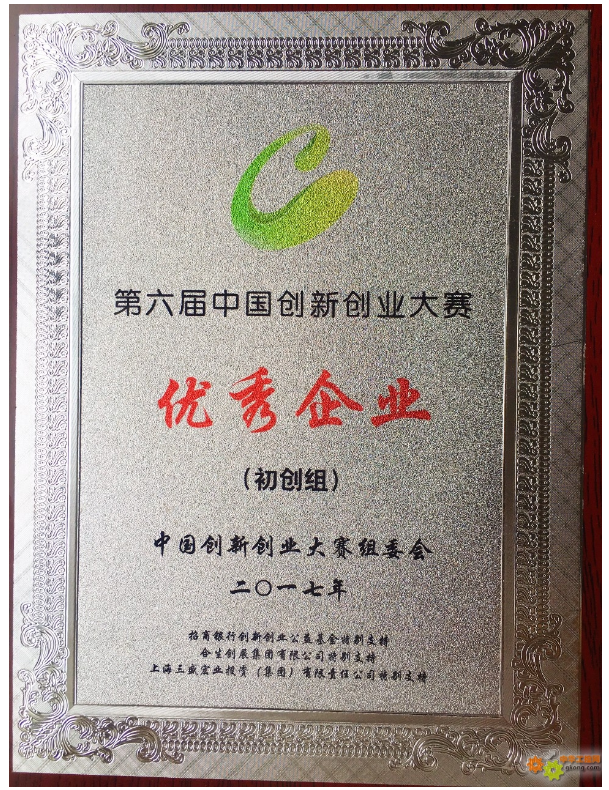 第六届中国创新创业大赛
优秀企业
（初创组）
中国创新创业大赛组委会
二〇一七年
招商银行创新创业公益基金特别支持
合生创展集团有限公司特别支持
上海三盛宏业投资（集团）有限责任公司特别支持
gkong.com